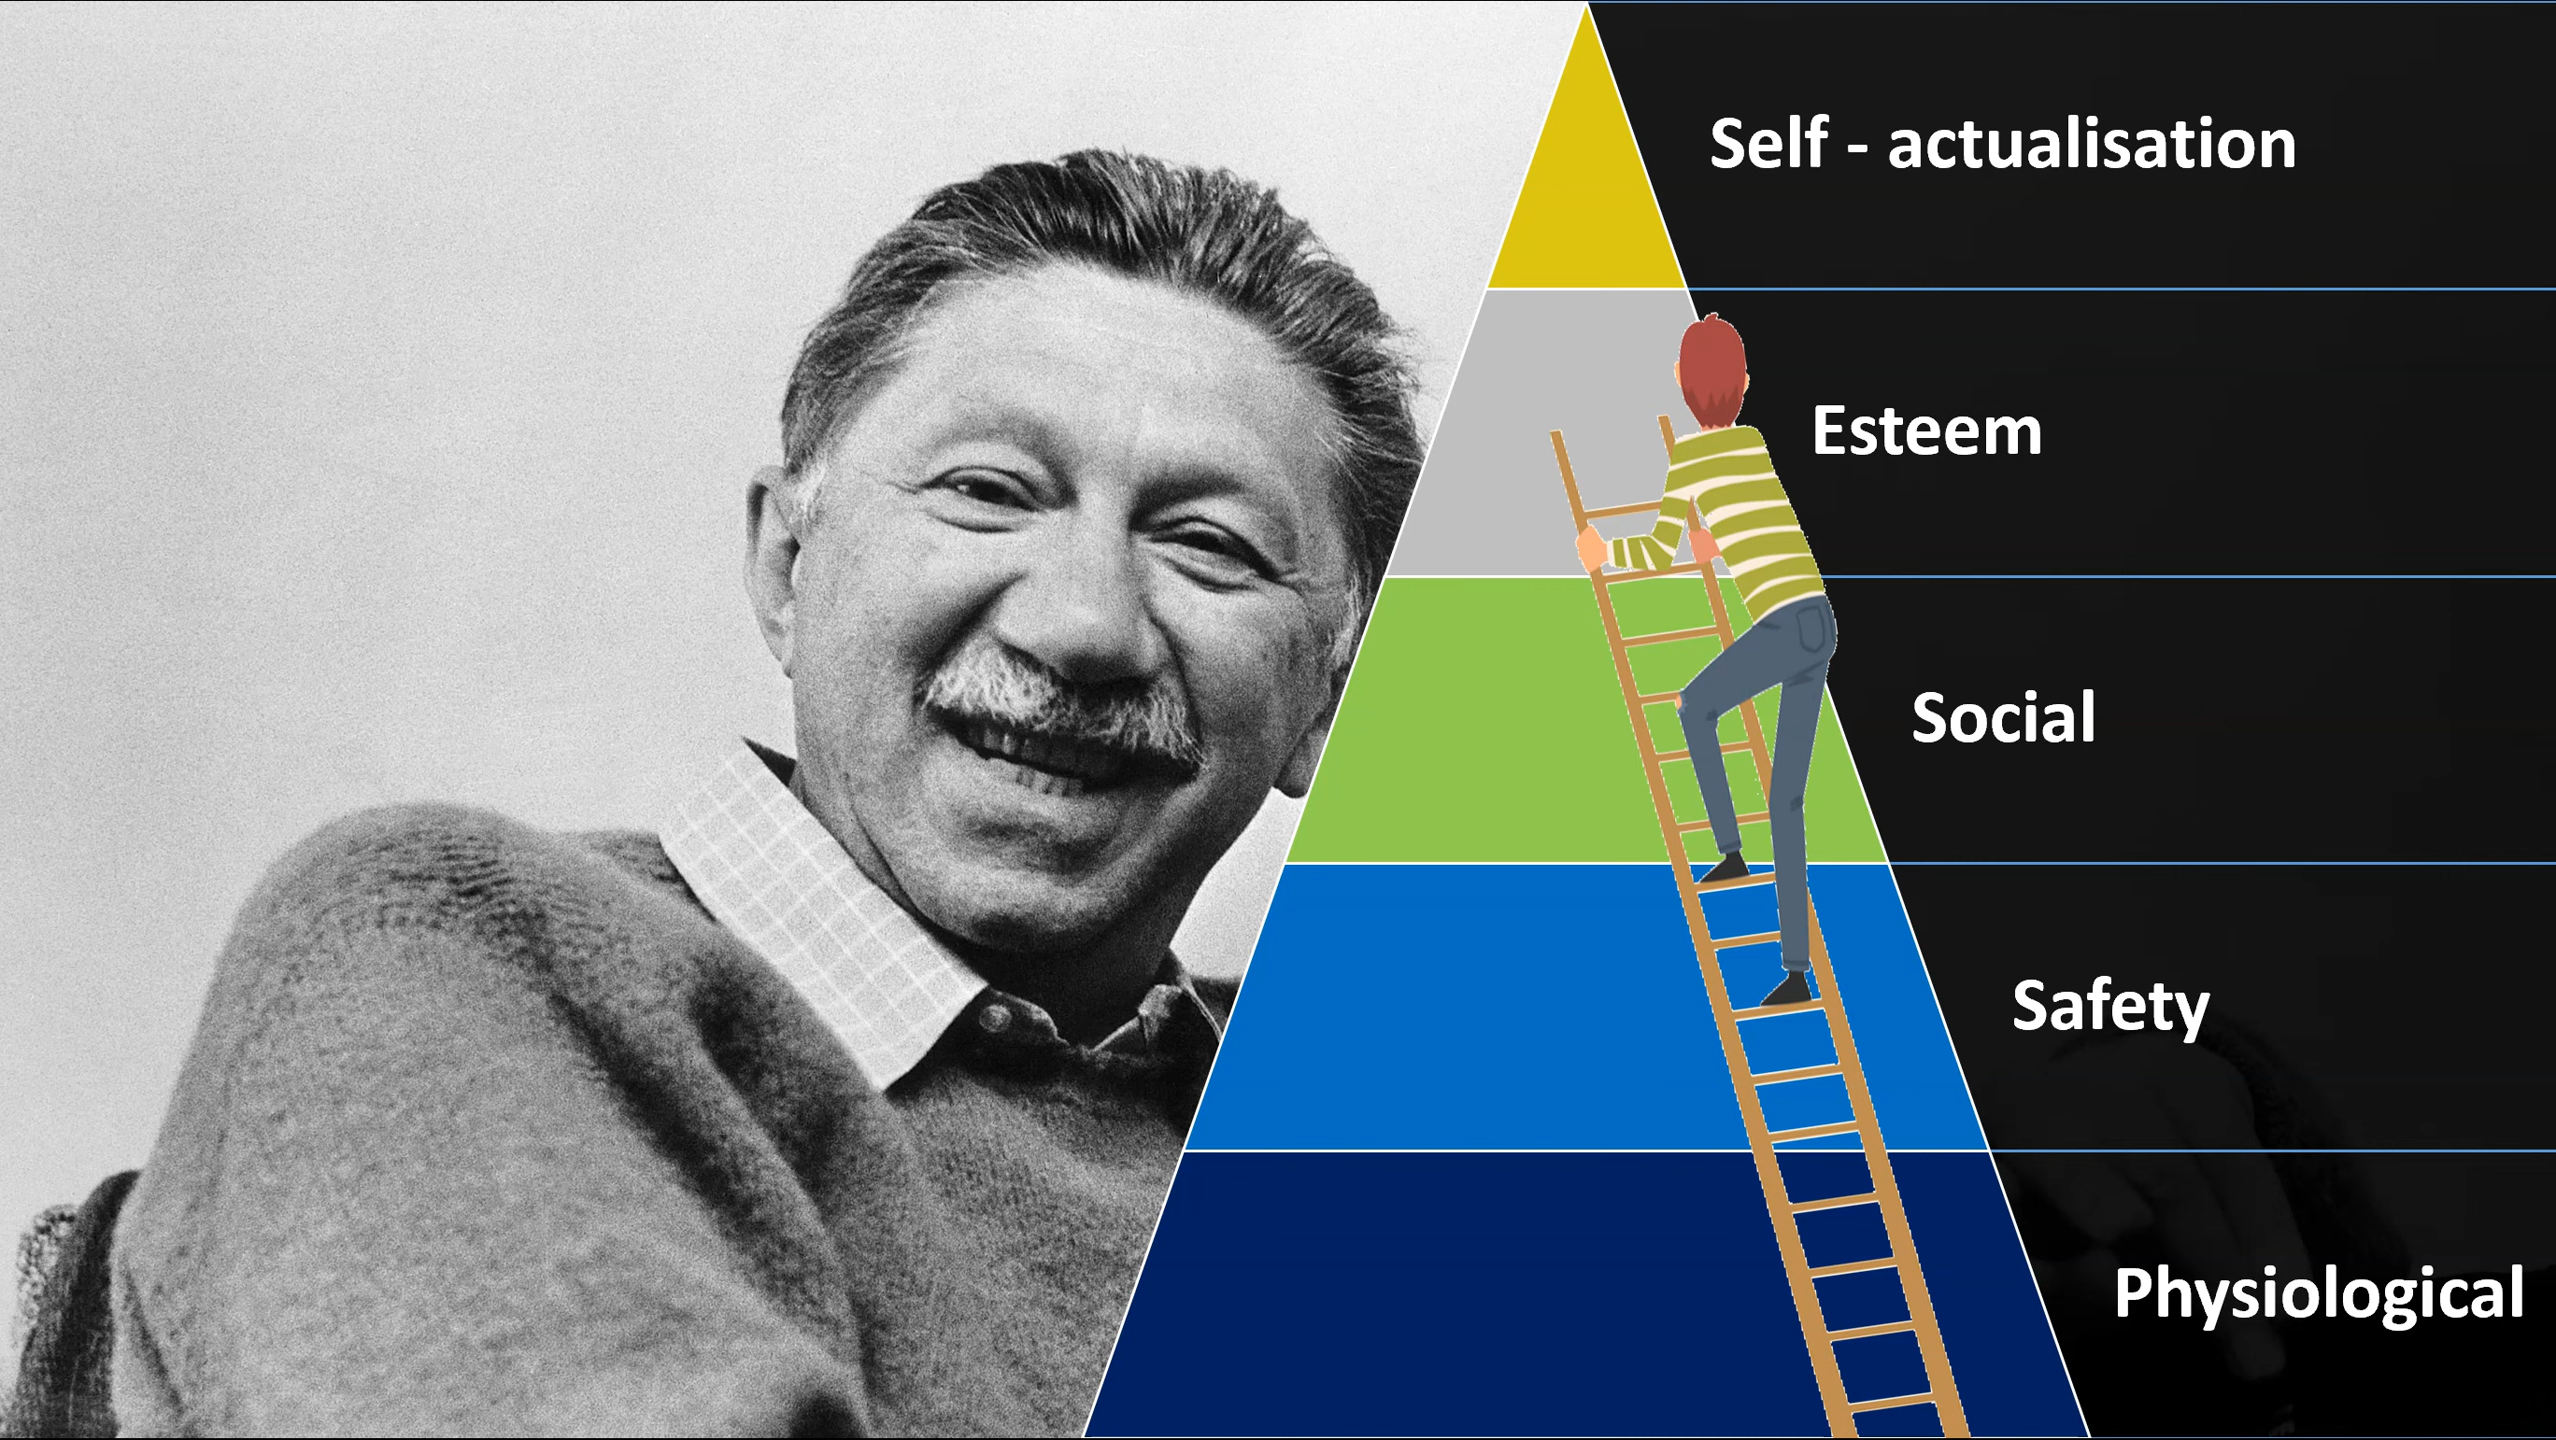 Self - actualisation
Esteem
Social
Safety
Physiological